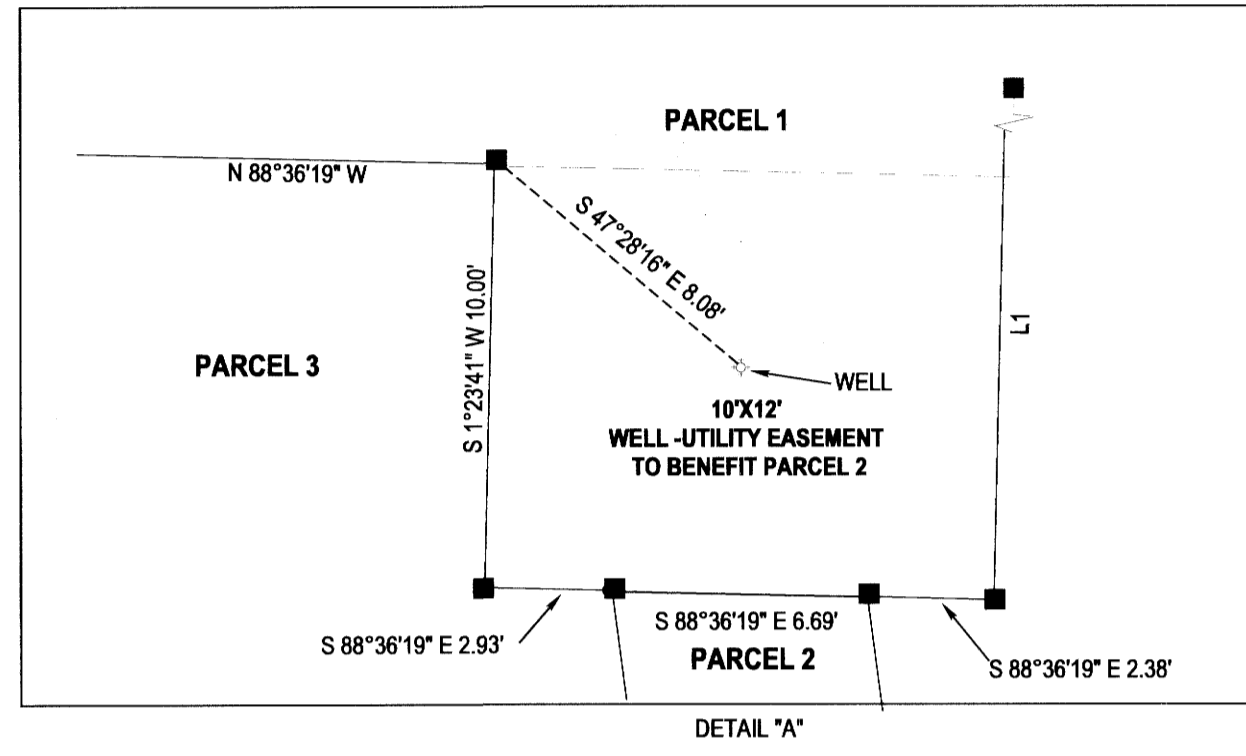 PARCEL 1
N 88°36'19" W
S 47°28'16" E 8.08'
S 1°23'41" W 10.00'
L1
PARCEL 3
WELL
10'X12'
WELL -UTILITY EASEMENT
TO BENEFIT PARCEL 2
S 88°36'19" E 2.93'
S 88°36'19" E 6.69'
PARCEL 2
S 88°36'19" E 2.38'
DETAIL "A"